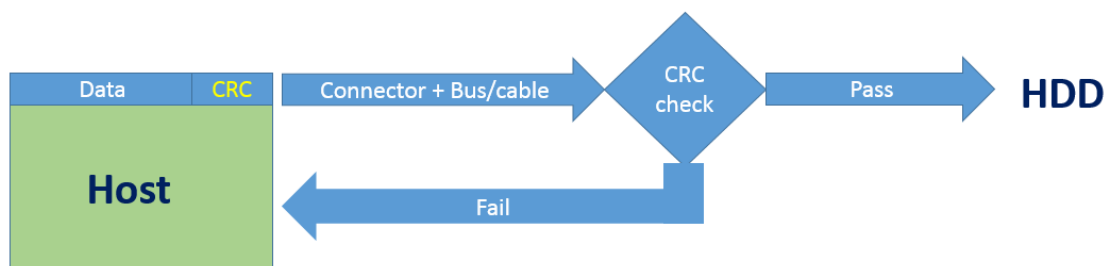 Data
CRC
Connector + Bus/cable
CRC
check
Pass
HDD
Host
Fail